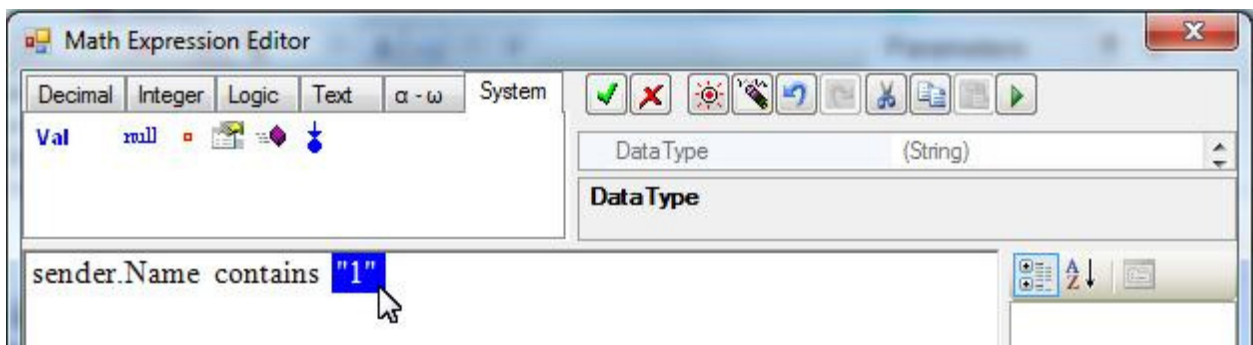 Math Expression Editor
Decimal Integer Logic Text α - ω System
Val null
DataType (String)
DataType
sender.Name contains "1"